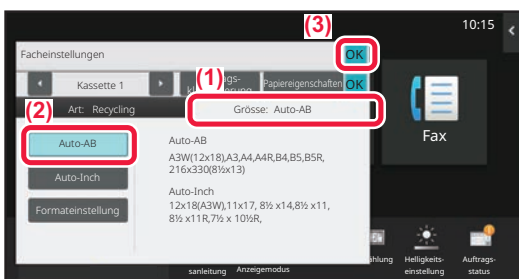 (3)
10:15
Facheinstellungen
OK
(1)
Kassette 1
Papiereigenschaften
OK
(2)
Art: Recycling
Grösse: Auto-AB
Auto-AB
Auto-Inch
Formateinstellung
Auto-AB
A3W(12x18),A3,A4,A4R,B4,B5,B5R,
216x330(8½x13)
Auto-Inch
12x18(A3W),11x17, 8½ x14,8½ x11,
8½ x11R,7½ x 10½R,
Fax
Helligkeits-
einstellung
Auftrags-
status
sanleitung
Anzeigemodus